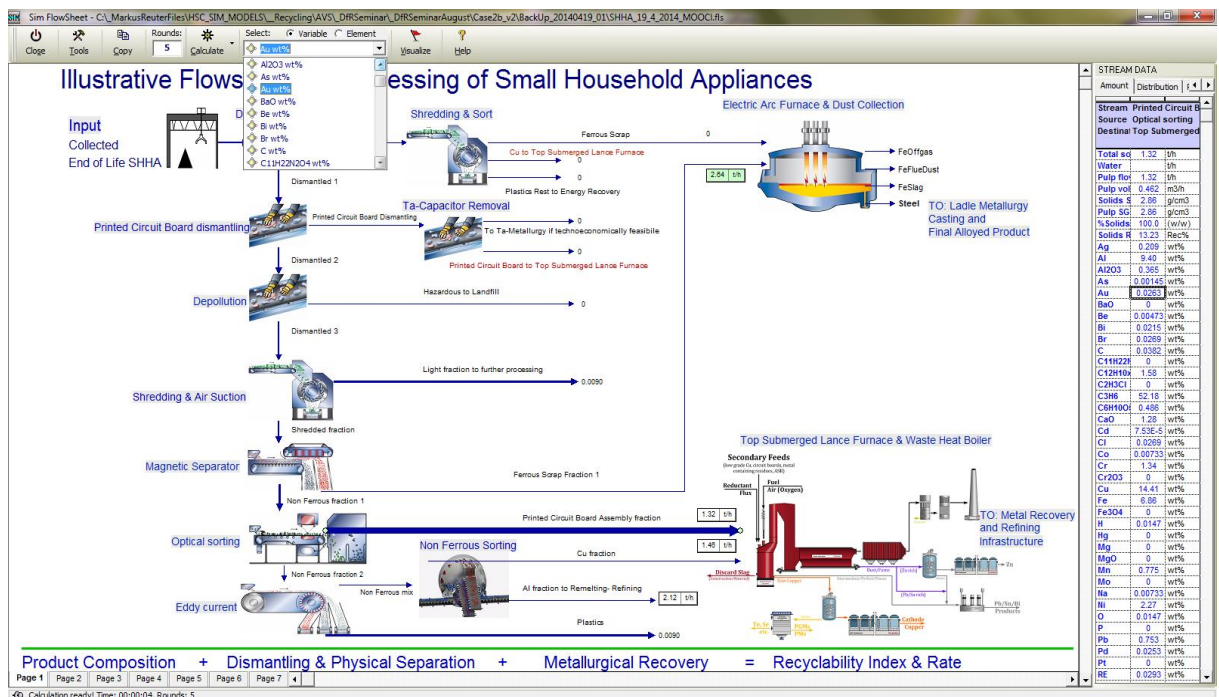 Sim FlowSheet - C:\_MarkusReuterFiles\HSC_SIM_MODELS\__Recycling\AVS\_DfRSeminar\_DfRSeminarAugust\Case2b_v2\BackUp_20140419_01\SHHA_19_4_2014_MOOCI.fls
Close
Tools
Copy
Rounds:
5
Calculate
Select:
Variable
Element
Au wt%
Visualize
Help
Al2O3 wt%
As wt%
Au wt%
BaO wt%
Be wt%
Bi wt%
Br wt%
C wt%
C11H22N2O4 wt%
Illustrative Flows
essing of Small Household Appliances
Input
Collected
End of Life SHHA
D
Shredding & Sort
Electric Arc Furnace & Dust Collection
Ferrous Scrap
0
Cu to Top Submerged Lance Furnace
0
0
Plastics Rest to Energy Recovery
2.64 t/h
FeOffgas
FeFlueDust
FeSlag
Steel
TO: Ladle Metallurgy
Casting and
Final Alloyed Product
Dismantled 1
Ta-Capacitor Removal
Printed Circuit Board Dismanting
Printed Circuit Board dismantling
0
To Ta-Metallurgy if technoeconomically feasibile
0
Printed Circuit Board to Top Submerged Lance Furnace
Dismantled 2
Depollution
Hazardous to Landfill
0
Dismantled 3
Light fraction to further processing
0.0090
Shredding & Air Suction
Shredded fraction
Magnetic Separator
Ferrous Scrap Fraction 1
Non Ferrous fraction 1
Top Submerged Lance Furnace & Waste Heat Boiler
Secondary Feeds
(low grade Cu, circuit boards, metal
containing residues, ASR)
Reductant
Flux
Fuel
Air (Oxygen)
Printed Circuit Board Assembly fraction
1.32 t/h
TO: Metal Recovery
and Refining
Infrastructure
Optical sorting
Non Ferrous Sorting
Cu fraction
1.46 t/h
Non Ferrous fraction 2
Non Ferrous mix
Eddy current
Al fraction to Remelting- Refining
2.12 t/h
Plastics
0.0090
Discard Slag
Zn
Pb/Sn/Bi
Products
Cathode
Copper
PGMs
PMs
Product Composition + Dismantling & Physical Separation + Metallurgical Recovery = Recyclability Index & Rate
Page 1
Page 2
Page 3
Page 4
Page 5
Page 6
Page 7
Calculation ready! Time: 00:00:04, Rounds: 5
STREAM DATA
Amount
Distribution
Stream Printed Circuit B
Source Optical sorting
Destinat Top Submerged
Total so 1.32 t/h
Water t/h
Pulp flo 1.32 t/h
Pulp vol 0.462 m3/h
Solids S 2.86 g/cm3
Pulp SG 2.86 g/cm3
%Solids 100.0 (w/w)
Solids R 13.23 Rec%
Ag 0.209 wt%
Al 9.40 wt%
Al2O3 0.365 wt%
As 0.00145 wt%
Au 0.0263 wt%
BaO 0 wt%
Be 0.00473 wt%
Bi 0.0215 wt%
Br 0.0269 wt%
C 0.0382 wt%
C11H22N 0 wt%
C12H10x 1.58 wt%
C2H3Cl 0 wt%
C3H6 52.18 wt%
C6H10O 0.486 wt%
CaO 1.28 wt%
Cd 7.53E-5 wt%
Cl 0.0269 wt%
Co 0.00733 wt%
Cr 1.34 wt%
Cr2O3 0 wt%
Cu 14.41 wt%
Fe 6.86 wt%
Fe3O4 0 wt%
H 0.0147 wt%
Hg 0 wt%
Mg 0 wt%
MgO 0 wt%
Mn 0.775 wt%
Mo 0 wt%
Na 0.00733 wt%
Ni 2.27 wt%
O 0.0147 wt%
P 0 wt%
Pb 0.753 wt%
Pd 0.0253 wt%
Pt 0 wt%
RE 0.0293 wt%